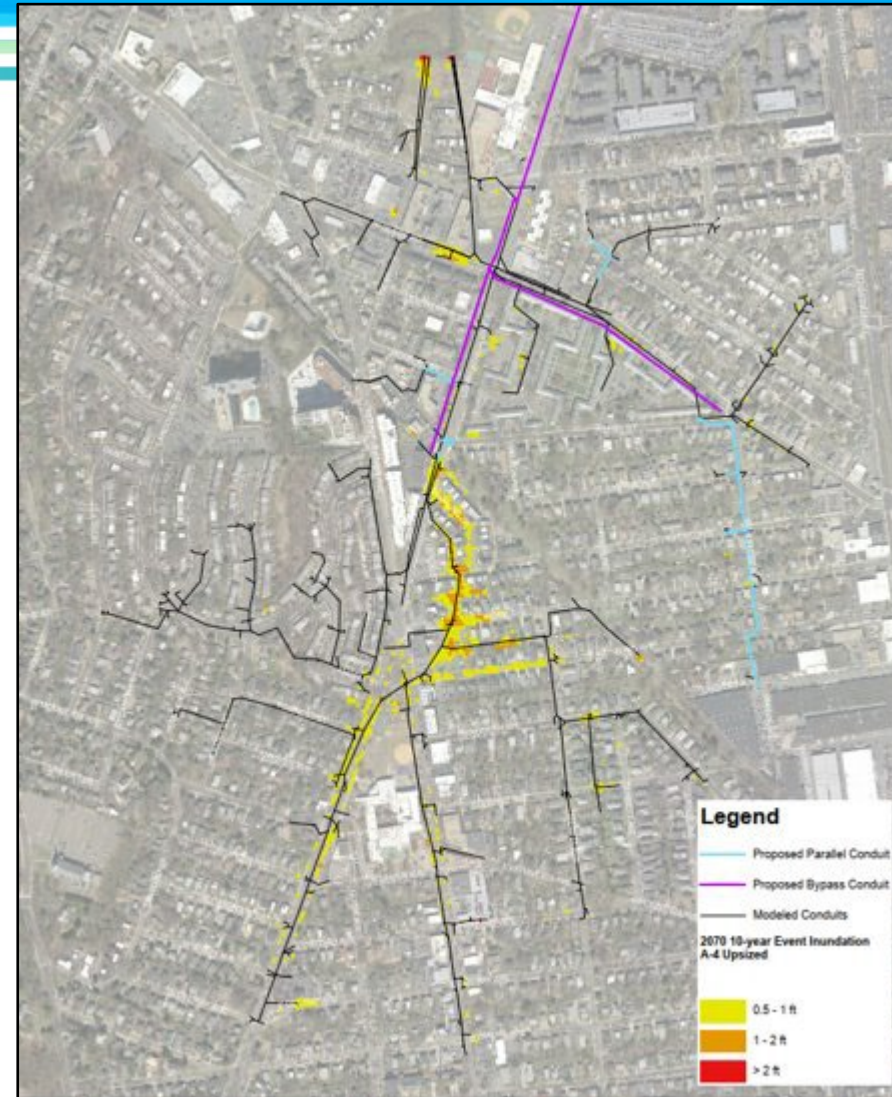 Legend
Proposed Parallel Conduit
Proposed Bypass Conduit
Modeled Conduits
2070 10-year Event Inundation
A-4 Upsized
0.5 - 1 ft
1 - 2 ft
> 2 ft